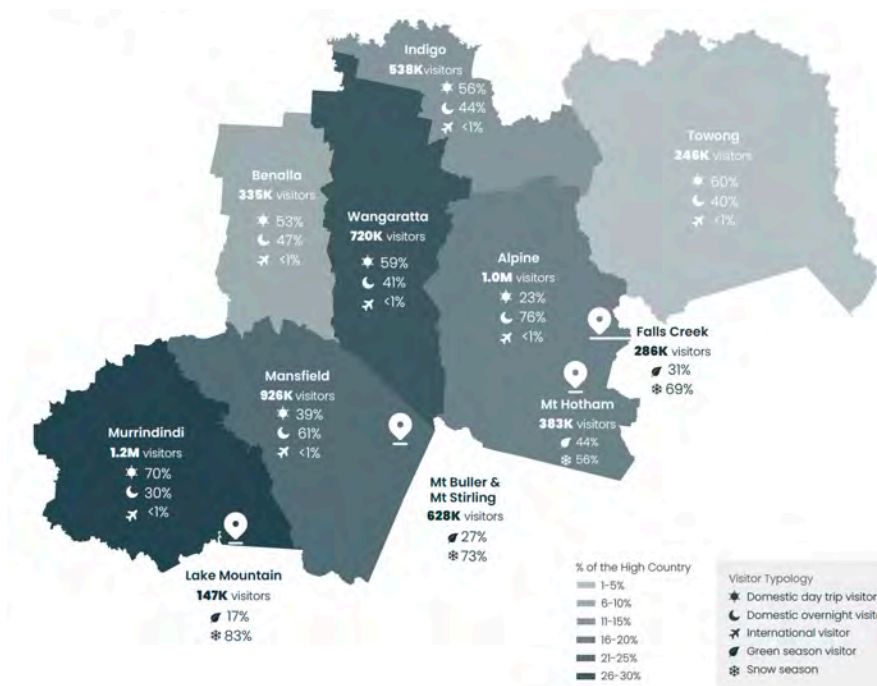 Indigo
538K visitors
56%
44%
<1%
Towong
246K visitors
60%
40%
<1%
Benalla
335K visitors
53%
47%
<1%
Wangaratta
720K visitors
59%
41%
<1%
Alpine
1.0M visitors
23%
76%
<1%
Falls Creek
286K visitors
31%
69%
Mansfield
926K visitors
39%
61%
<1%
Mt Hotham
383K visitors
44%
56%
Murrindindi
1.2M visitors
70%
30%
<1%
Mt Buller &
Mt Stirling
628K visitors
27%
73%
Lake Mountain
147K visitors
17%
83%
% of the High Country
1-5%
6-10%
11-15%
16-20%
21-25%
26-30%
Visitor Typology
Domestic day trip visitor
Domestic overnight visit
International visitor
Green season visitor
Snow season